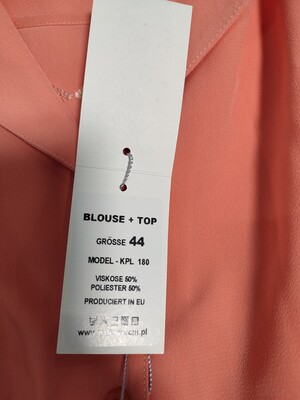 BLOUSE + TOP
GRÖSSE 44
MODEL - KPL 180
VISKOSE 50%
POLIESTER 50%
PRODUCIERT IN EU